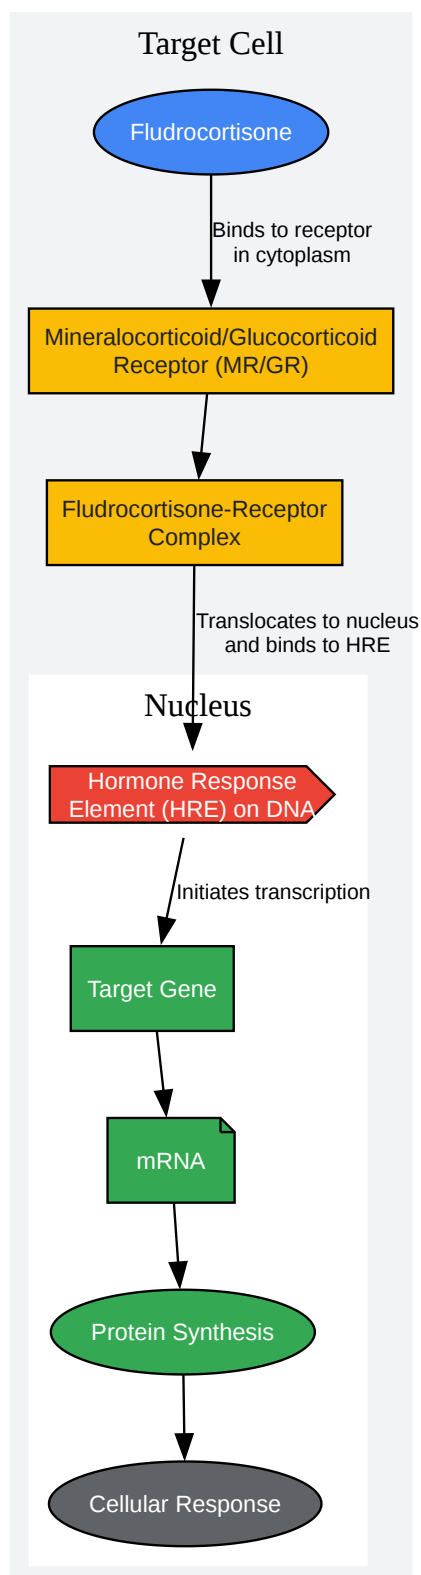 Target Cell
Fludrocortisone
Binds to receptor
in cytoplasm
Mineralocorticoid/Glucocorticoid
Receptor (MR/GR)
Fludrocortisone-Receptor
Complex
Translocates to nucleus
and binds to HRE
Nucleus
Hormone Response
Element (HRE) on DNA
Initiates transcription
Target Gene
mRNA
Protein Synthesis
Cellular Response